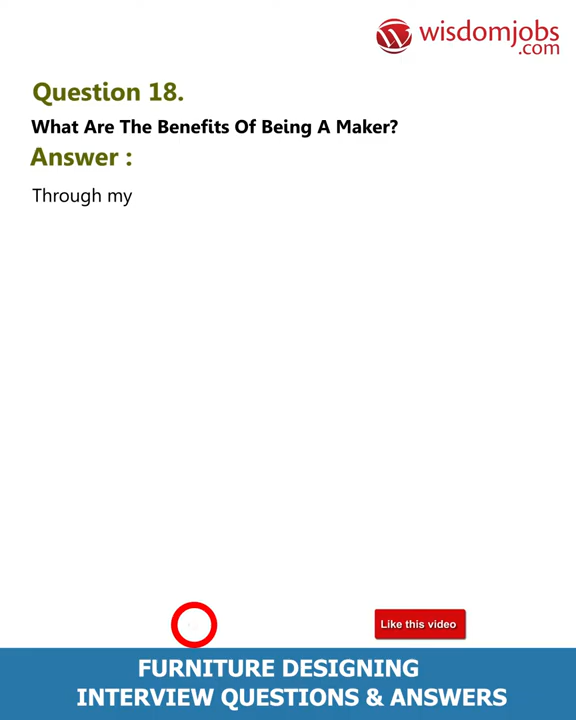 wisdomjobs
.com
Question 18.
What Are The Benefits Of Being A Maker?
Answer :
Through my
Like this video
FURNITURE DESIGNING
INTERVIEW QUESTIONS & ANSWERS